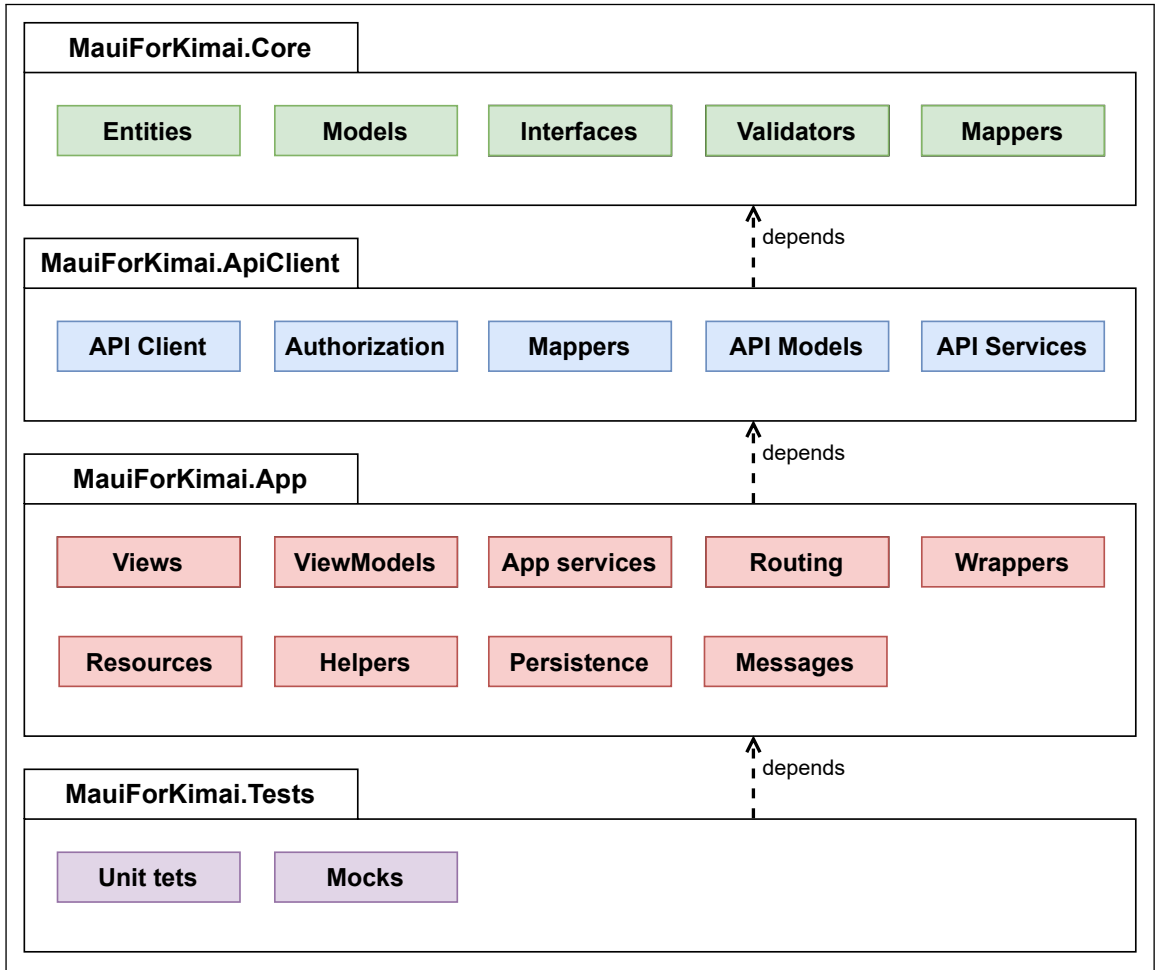 MauiForKimai.Core
Entities Models Interfaces Validators Mappers
depends
MauiForKimai.ApiClient
API Client Authorization Mappers API Models API Services
depends
MauiForKimai.App
Views ViewModels App services Routing Wrappers
Resources Helpers Persistence Messages
depends
MauiForKimai.Tests
Unit tets Mocks